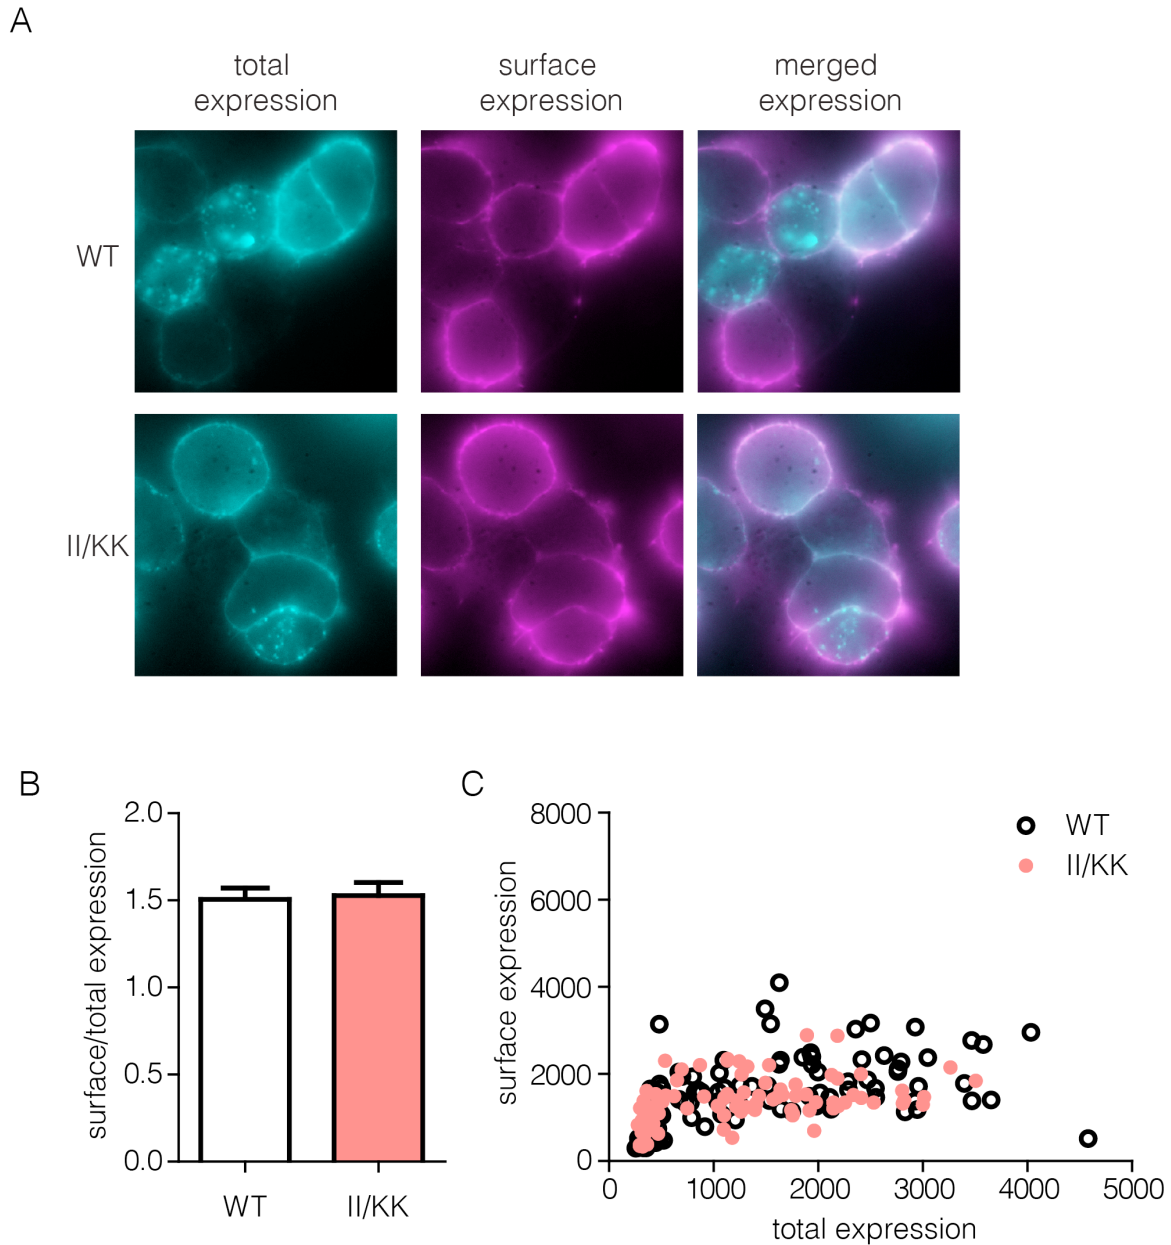 A
total
expression
surface
expression
merged
expression
WT
II/KK
B
2.0
1.5
1.0
0.5
0.0
surface/total expression
WT
II/KK
C
8000
6000
4000
2000
0
surface expression
0
1000
2000
3000
4000
5000
total expression
WT
II/KK